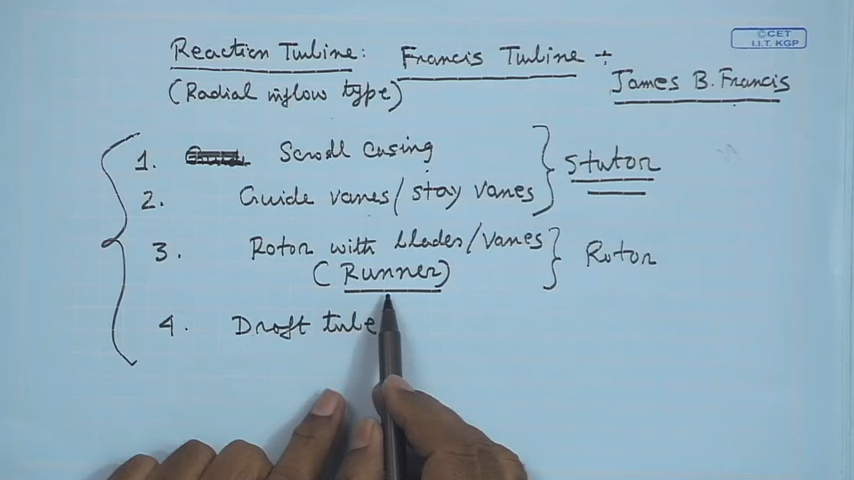 ©CET
I.I.T. KGP
Reaction Turbine: Francis Turbine ÷
(Radial inflow type) James B. Francis
1. Scroll casing
2. Guide vanes/stay vanes } Stator
3. Rotor with blades/vanes } Rotor
(Runner)
4. Draft tube